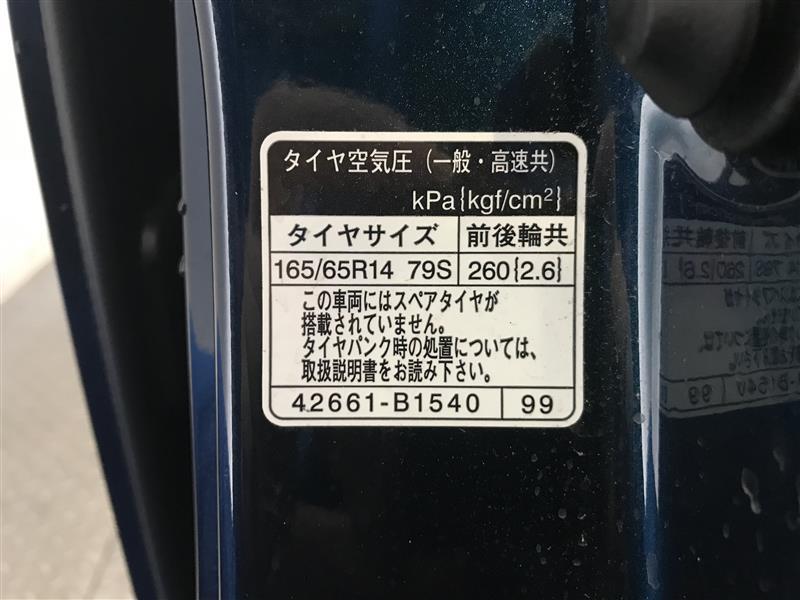 タイヤ空気圧（一般・高速共）
kPa{kgf/cm²}
タイヤサイズ 前後輪共
165/65R14 79S 260{2.6}
この車両にはスペアタイヤが
搭載されていません。
タイヤパンク時の処置については、
取扱説明書をお読み下さい。
42661-B1540 99